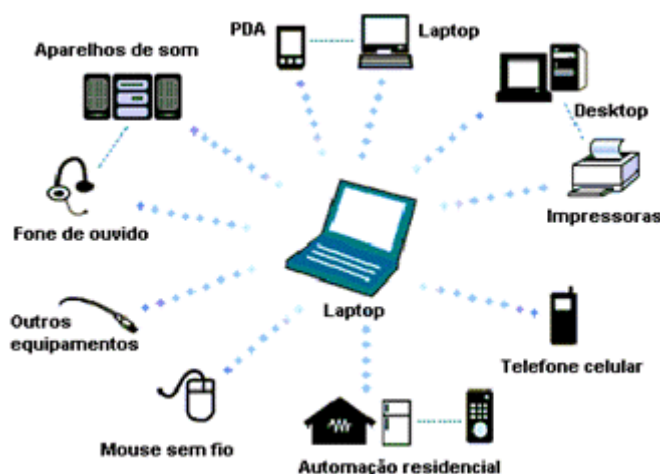 PDA
Laptop
Aparelhos de som
Desktop
Fone de ouvido
Impressoras
Laptop
Outros
equipamentos
Telefone celular
Mouse sem fio
Automação residencial